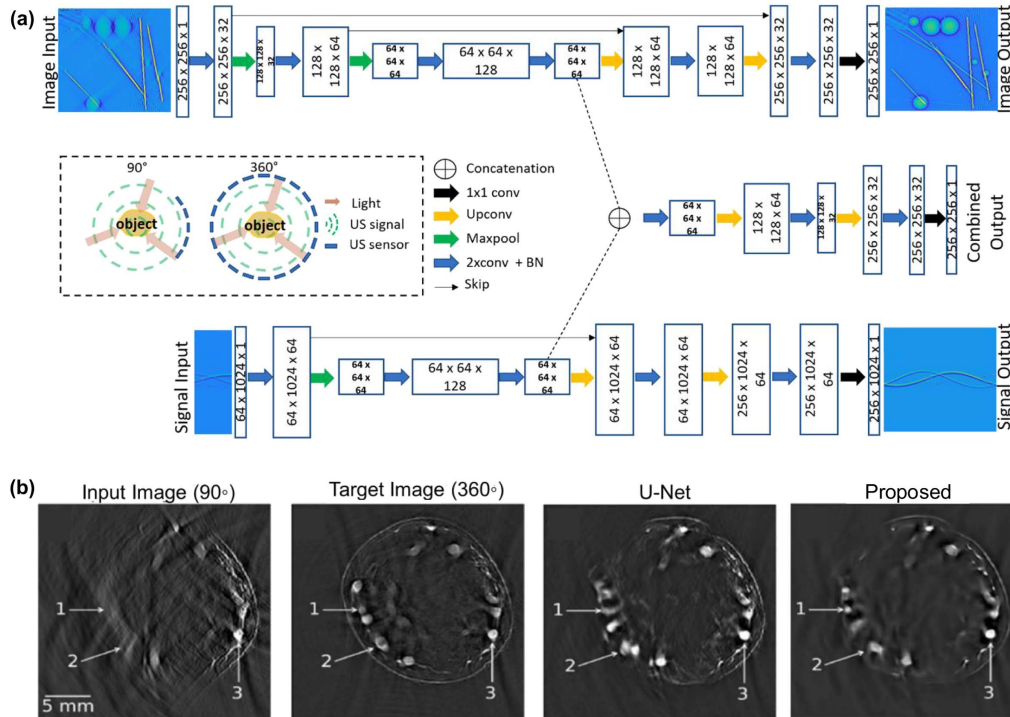 (a)
Image Input
256 x 256 x 1
256 x 256 x 32
128 x 128 x
32
128 x
128 x 64
64 x
64 x
64
64 x 64 x
128
64 x
64 x
64
128 x
128 x 64
128 x
128 x 64
256 x 256 x 32
256 x 256 x 32
256 x 256 x 1
Image Output
90°
360°
object
object
Light
US signal
US sensor
Concatenation
1x1 conv
Upconv
Maxpool
2xconv + BN
Skip
64 x
64 x
64
128 x
128 x 64
128 x 128 x
32
256 x 256 x 32
256 x 256 x 32
256 x 256 x 1
Combined
Output
Signal Input
64 x 1024 x 1
64 x 1024 x 64
64 x
64 x
64
64 x 64 x
128
64 x
64 x
64
64 x 1024 x 64
64 x 1024 x 64
256 x 1024 x
64
256 x 1024 x
64
256 x 1024 x 1
Signal Output
(b)
Input Image (90◦)
Target Image (360◦)
U-Net
Proposed
1
2
3
5 mm
1
2
3
1
2
3
1
2
3